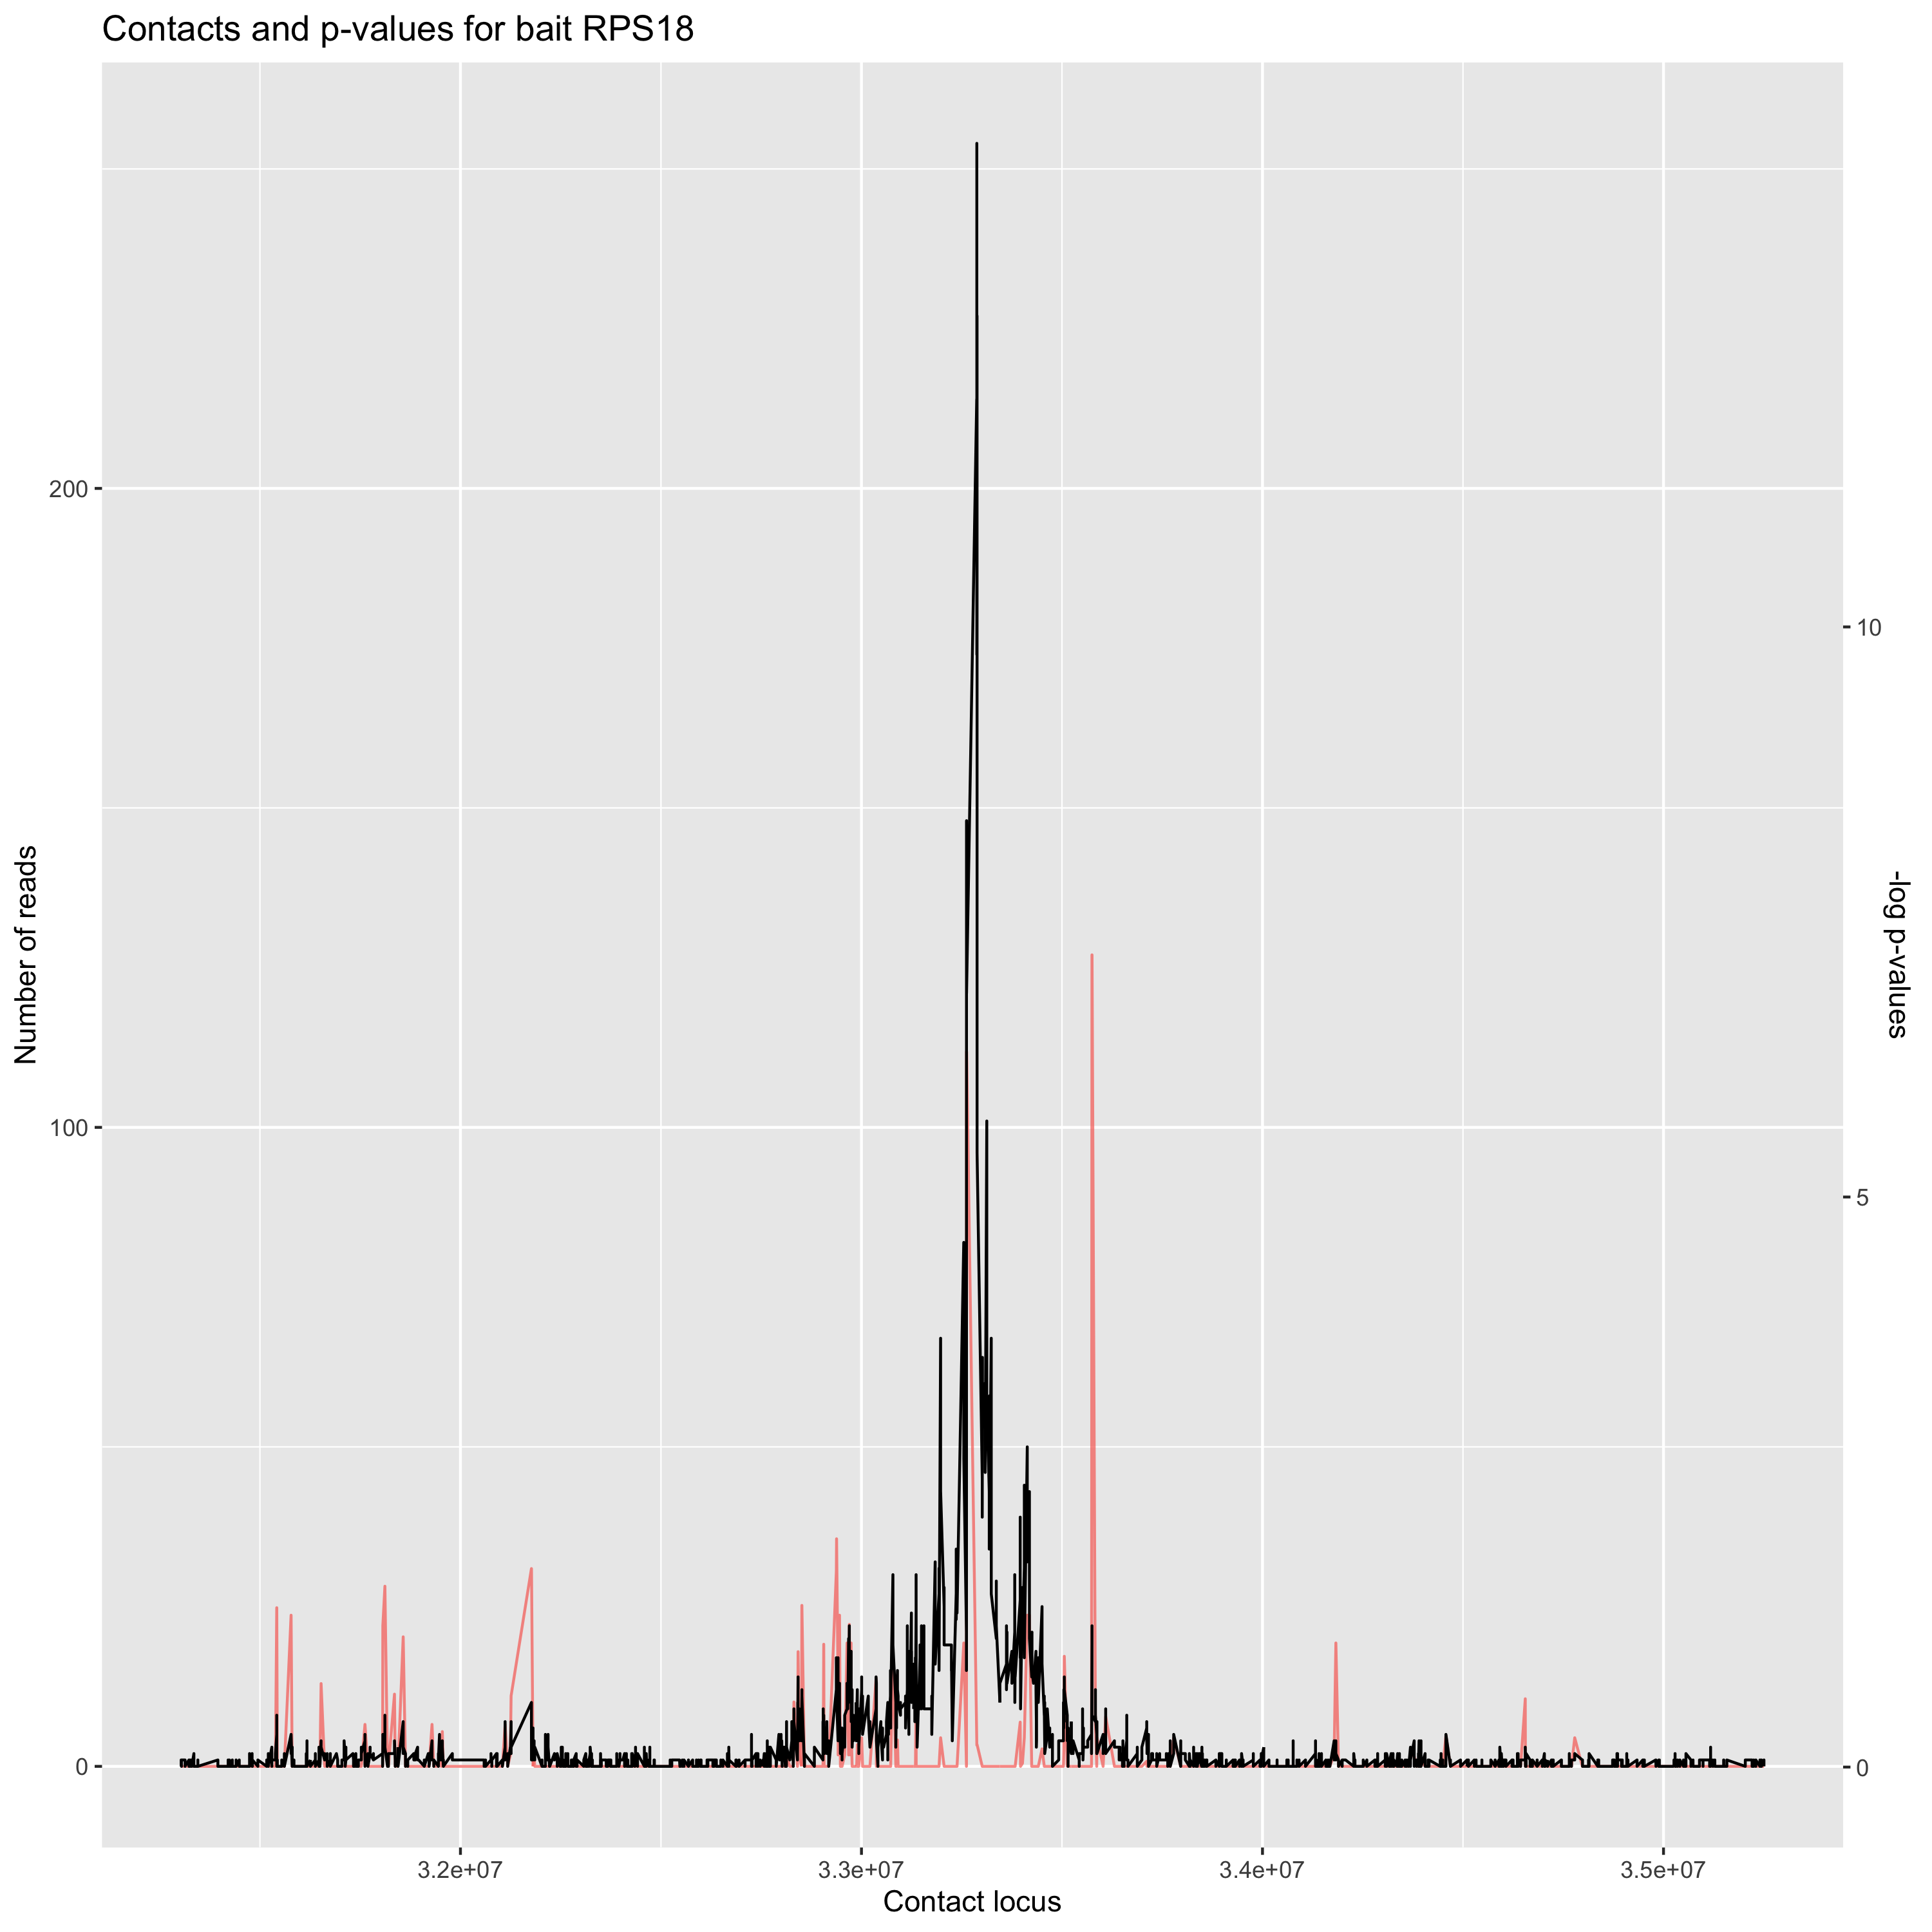 Contacts and p-values for bait RPS18
Number of reads
200
100
0
10
5
0
-log p-values
3.2e+07
3.3e+07
3.4e+07
3.5e+07
Contact locus